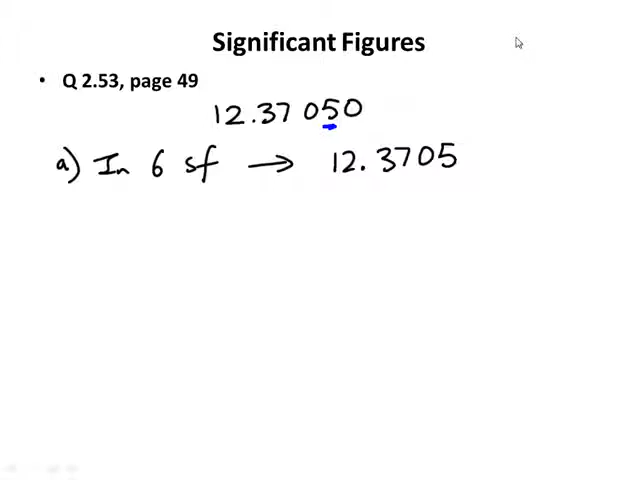 Significant Figures
• Q 2.53, page 49
12.37050
a) In 6 sf → 12.3705